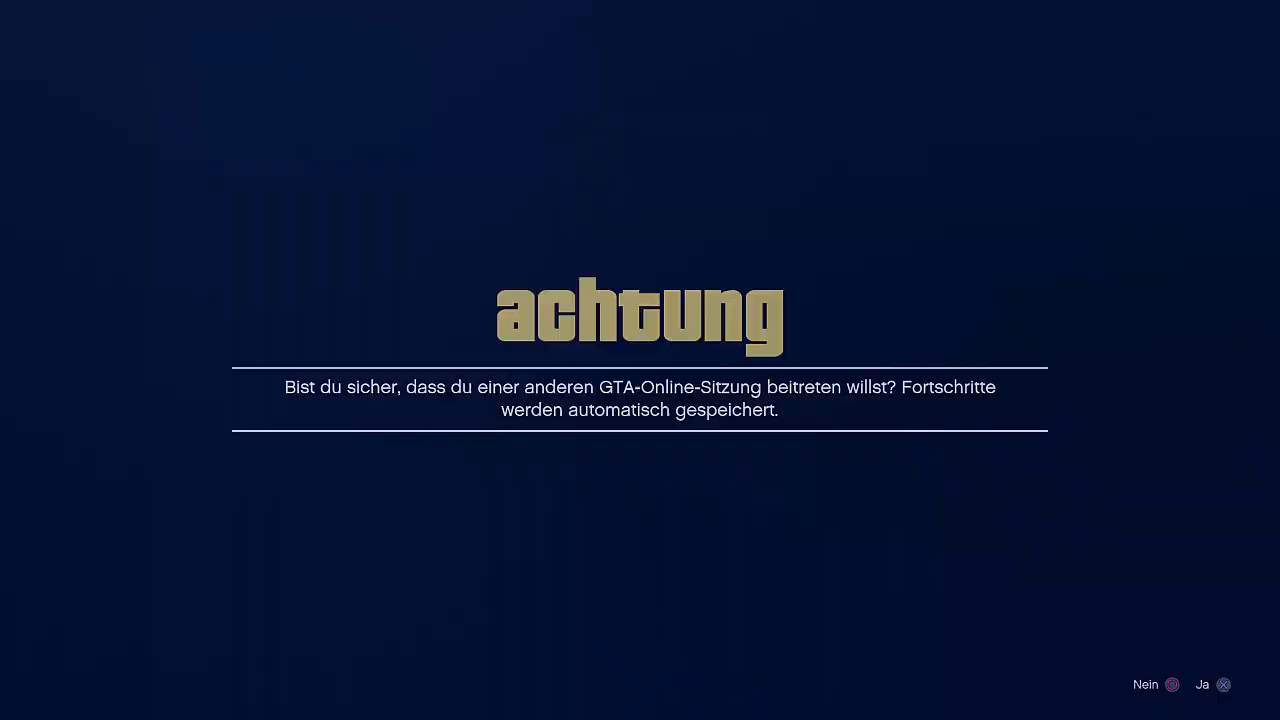 achtung
Bist du sicher, dass du einer anderen GTA-Online-Sitzung beitreten willst? Fortschritte
werden automatisch gespeichert.
Nein Ja